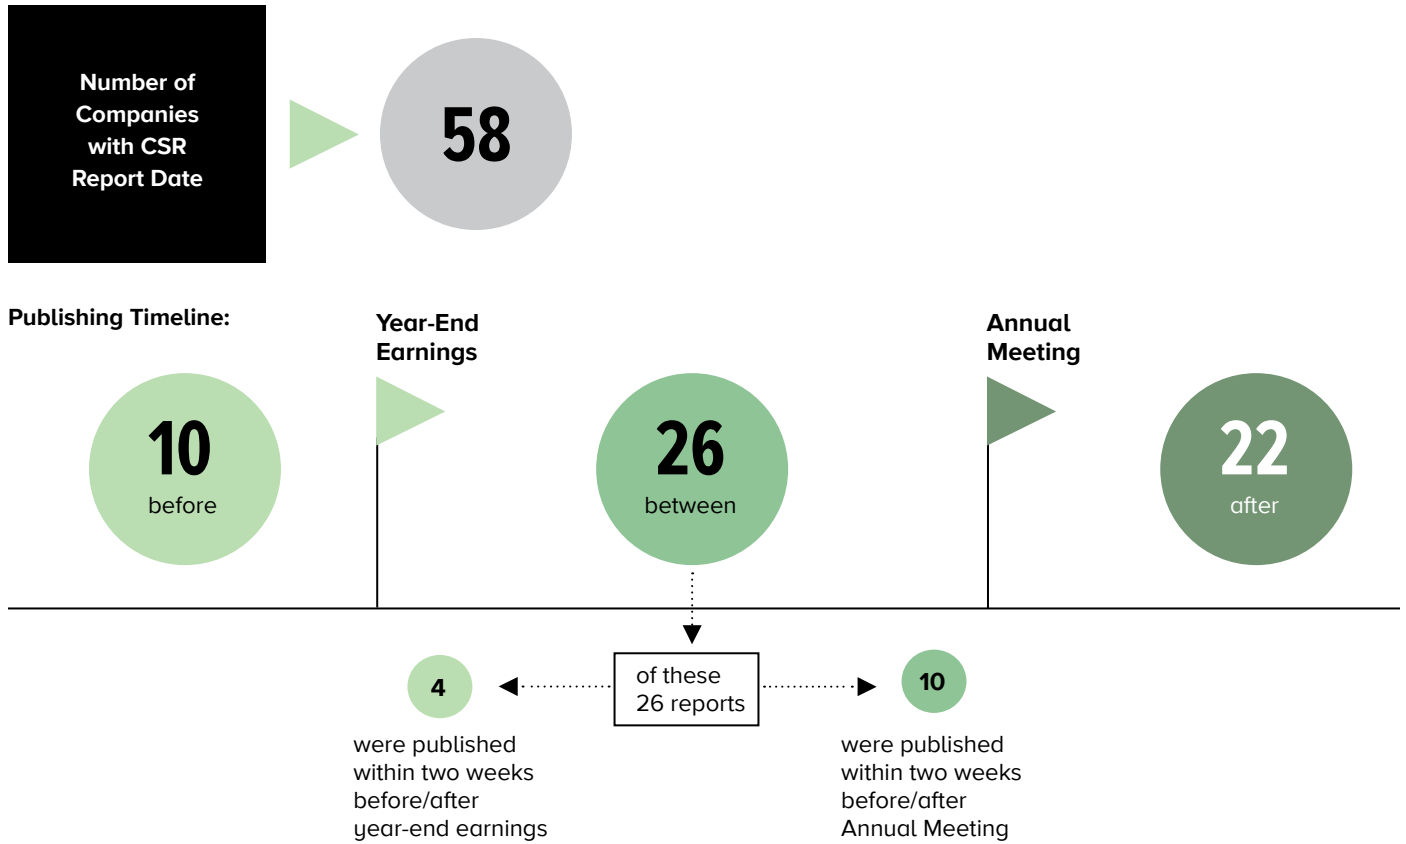 Number of
Companies
with CSR
Report Date
58
Publishing Timeline:
Year-End
Earnings
Annual
Meeting
10
before
26
between
22
after
of these
26 reports
4
were published
within two weeks
before/after
year-end earnings
10
were published
within two weeks
before/after
Annual Meeting